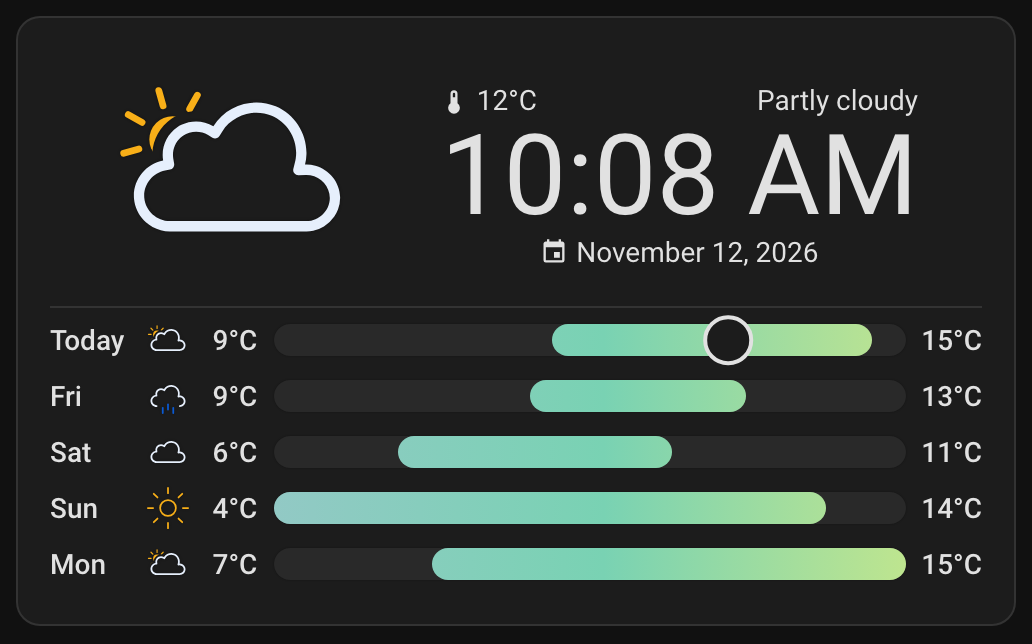 12°C Partly cloudy
10:08 AM
November 12, 2026
Today 9°C 15°C
Fri 9°C 13°C
Sat 6°C 11°C
Sun 4°C 14°C
Mon 7°C 15°C